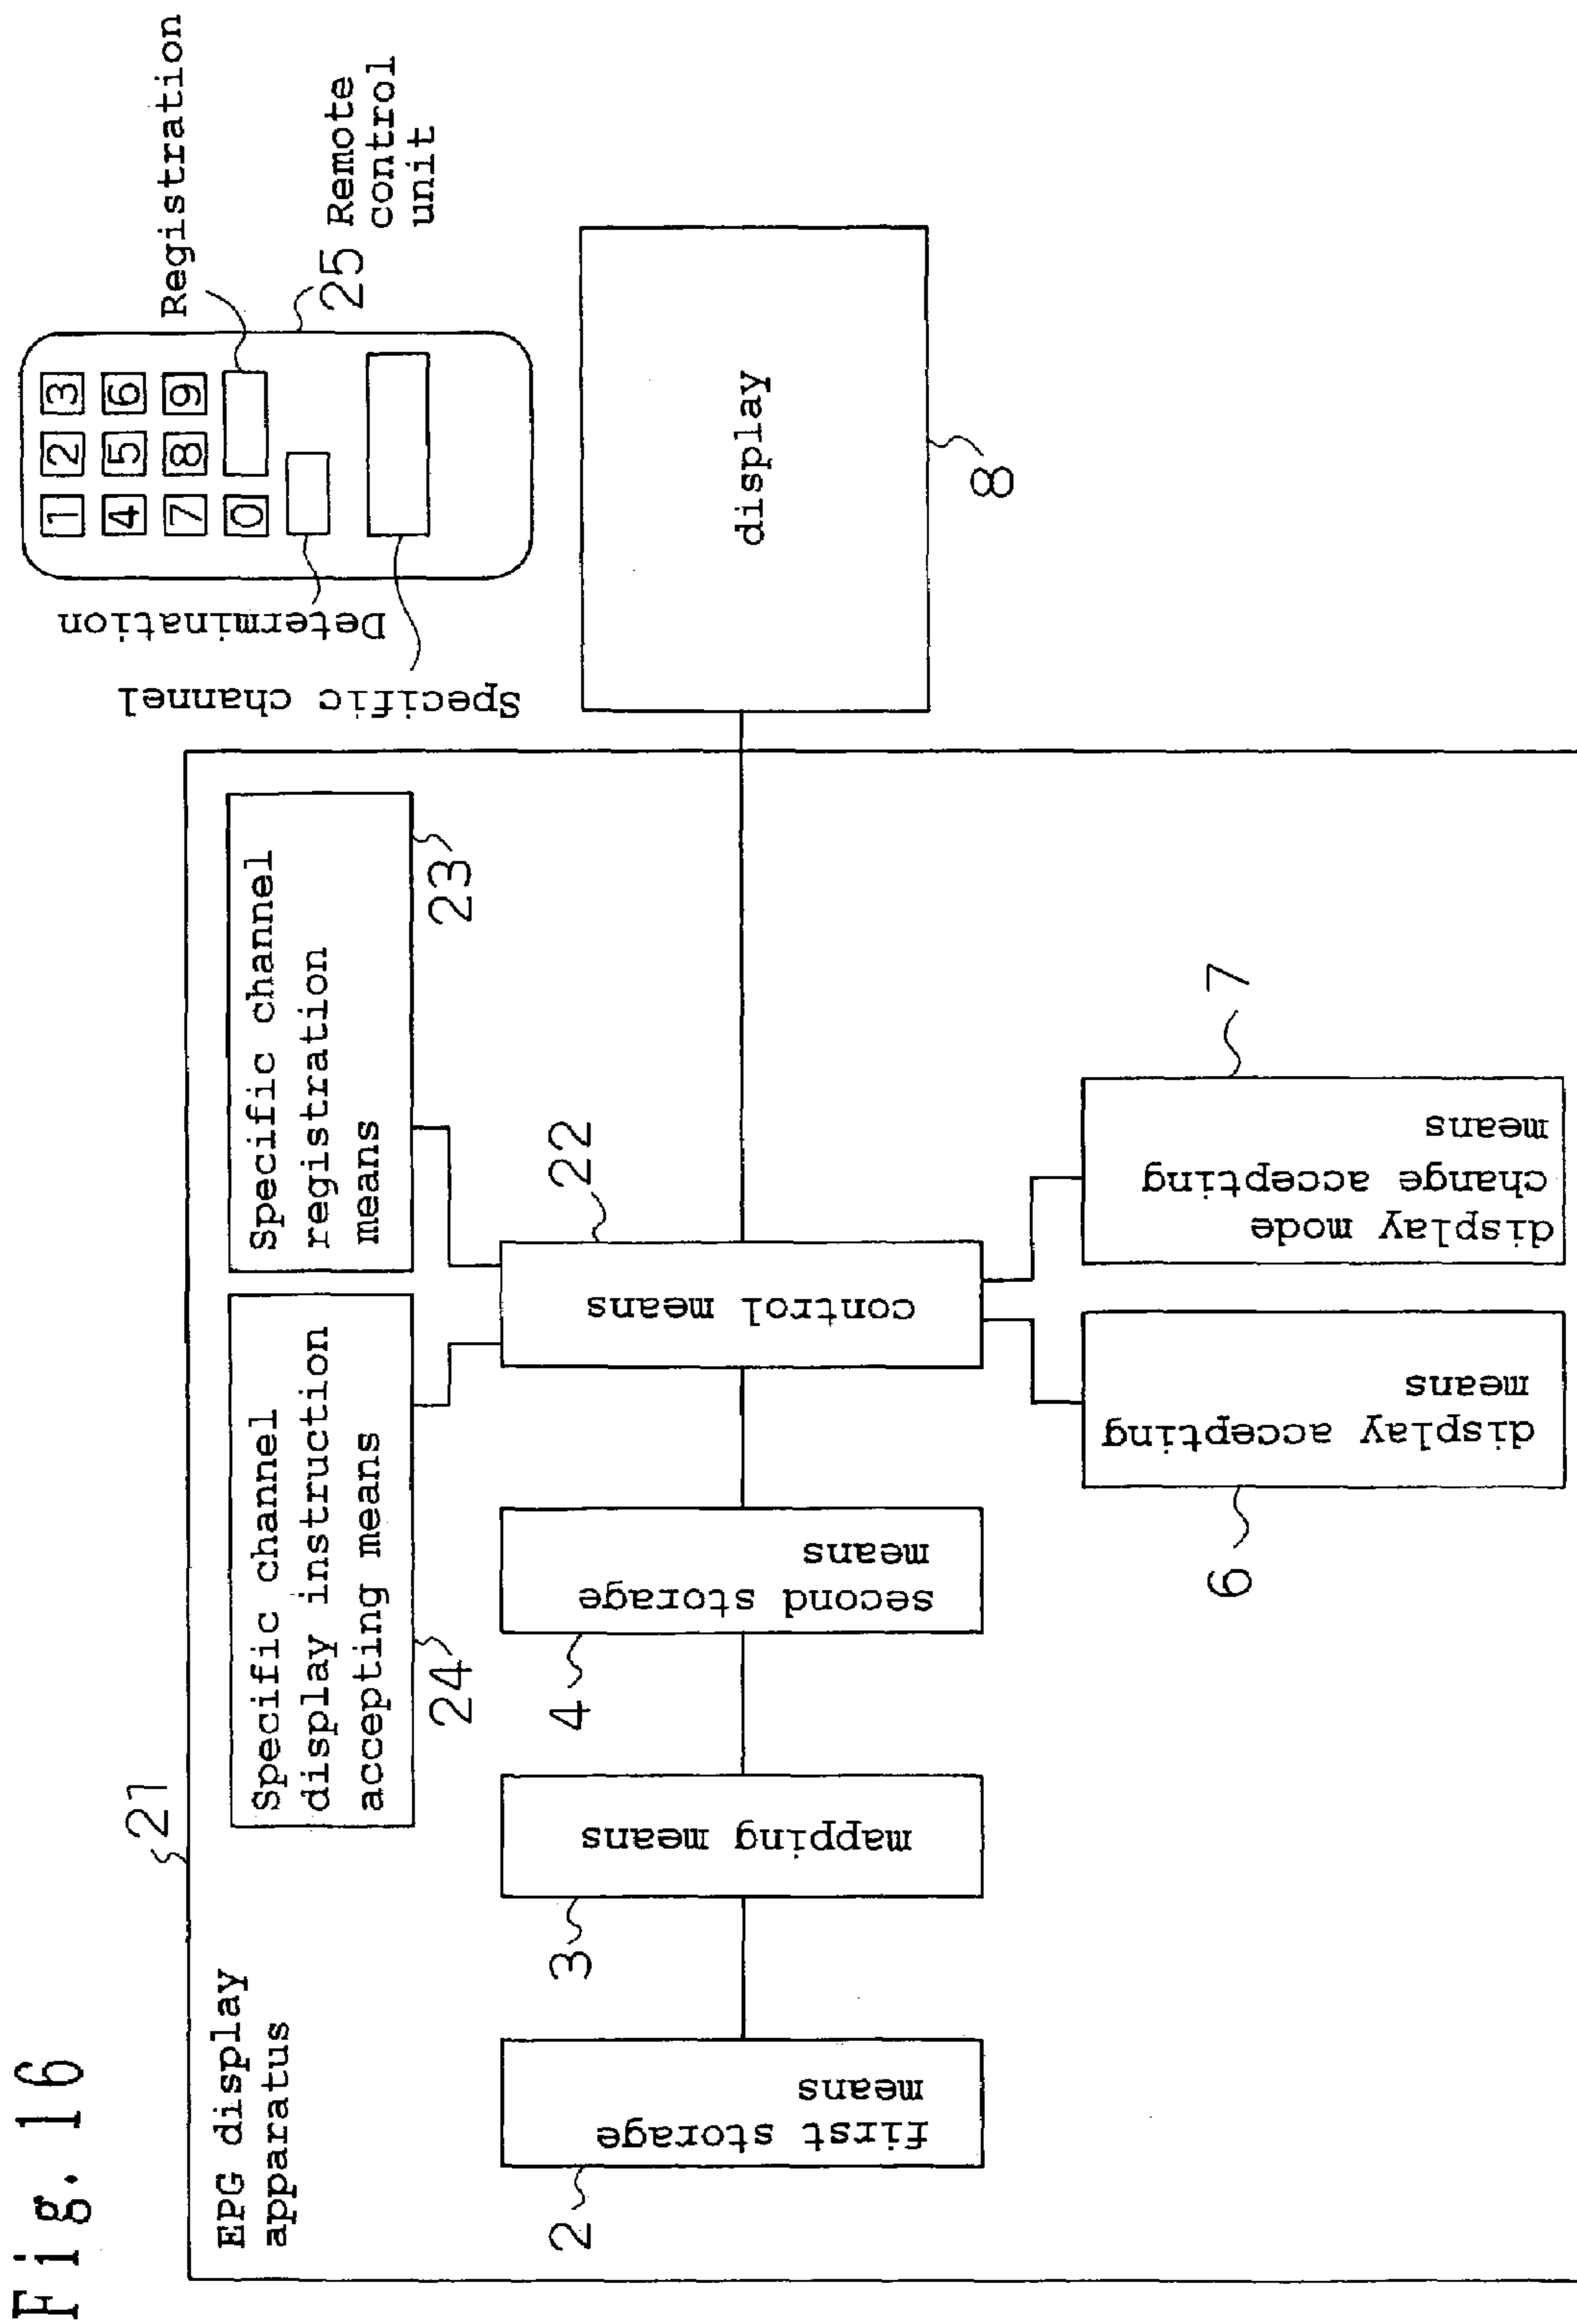 Fig. 16
EPG display
apparatus
21
Specific channel
display instruction
accepting means
24
Specific channel
registration
means
23
first storage
means
2
mapping means
3
second storage
means
4
control means
22
display accepting
means
6
display mode
change accepting
means
7
display
8
1 2 3
4 5 6
7 8 9
0
Registration
Determination
Specific channel
25 Remote
control
unit